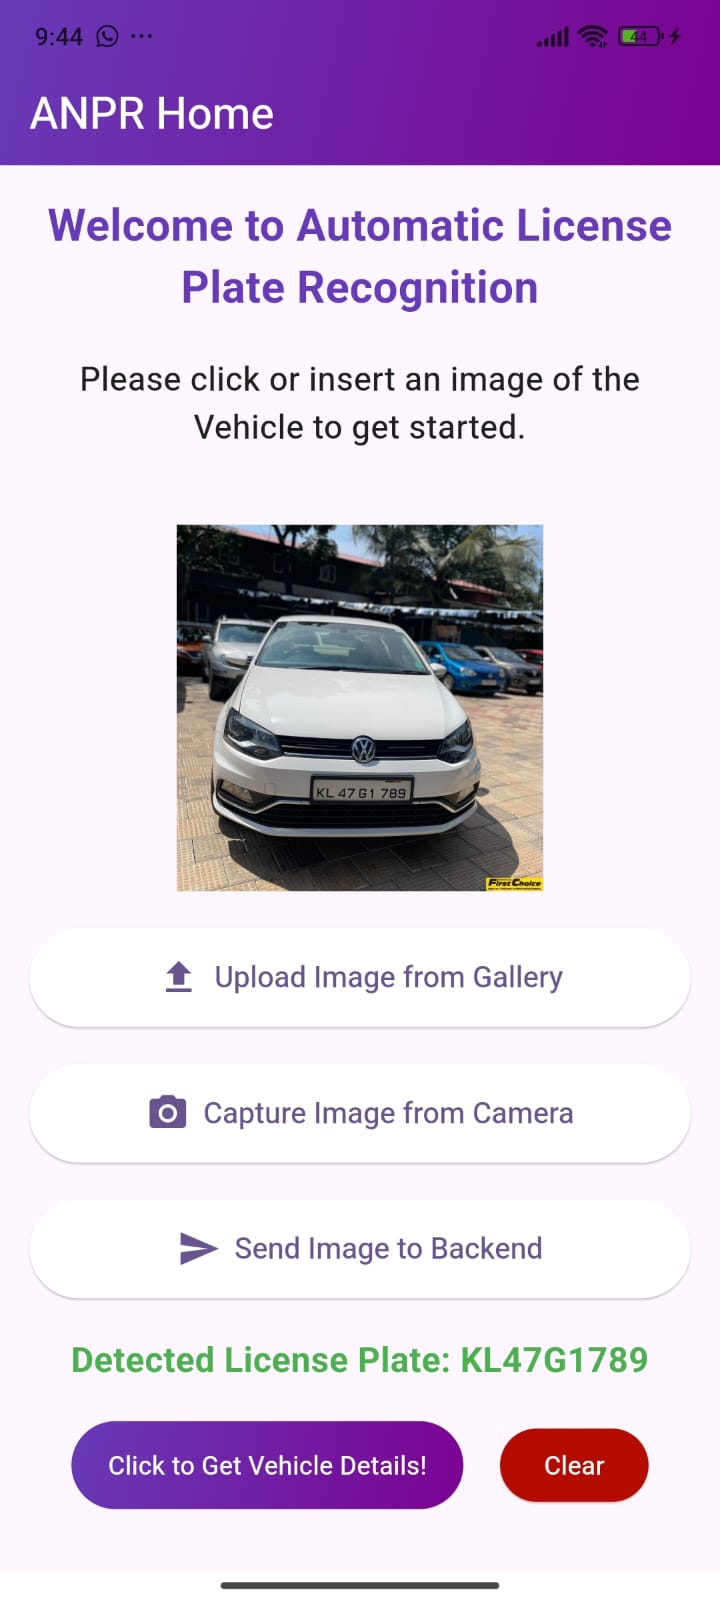 9:44
44
ANPR Home
Welcome to Automatic License
Plate Recognition
Please click or insert an image of the
Vehicle to get started.
KL 47 G1 789
First Choice
Upload Image from Gallery
Capture Image from Camera
Send Image to Backend
Detected License Plate: KL47G1789
Click to Get Vehicle Details!
Clear